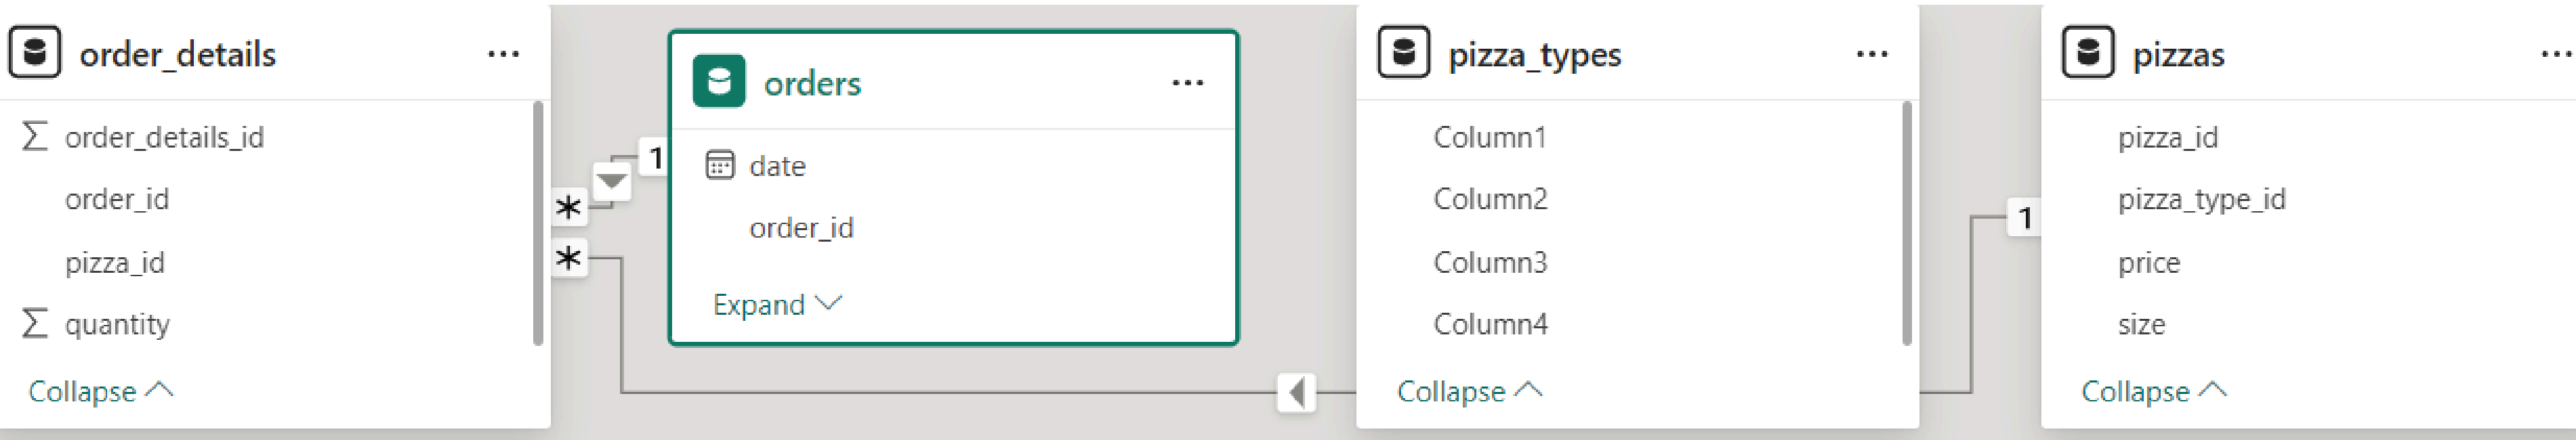 order_details ...
order_details_id
order_id
pizza_id
quantity
Collapse
*
*
1
orders ...
date
order_id
Expand
pizza_types ...
Column1
Column2
Column3
Column4
Collapse
1
pizzas ...
pizza_id
pizza_type_id
price
size
Collapse